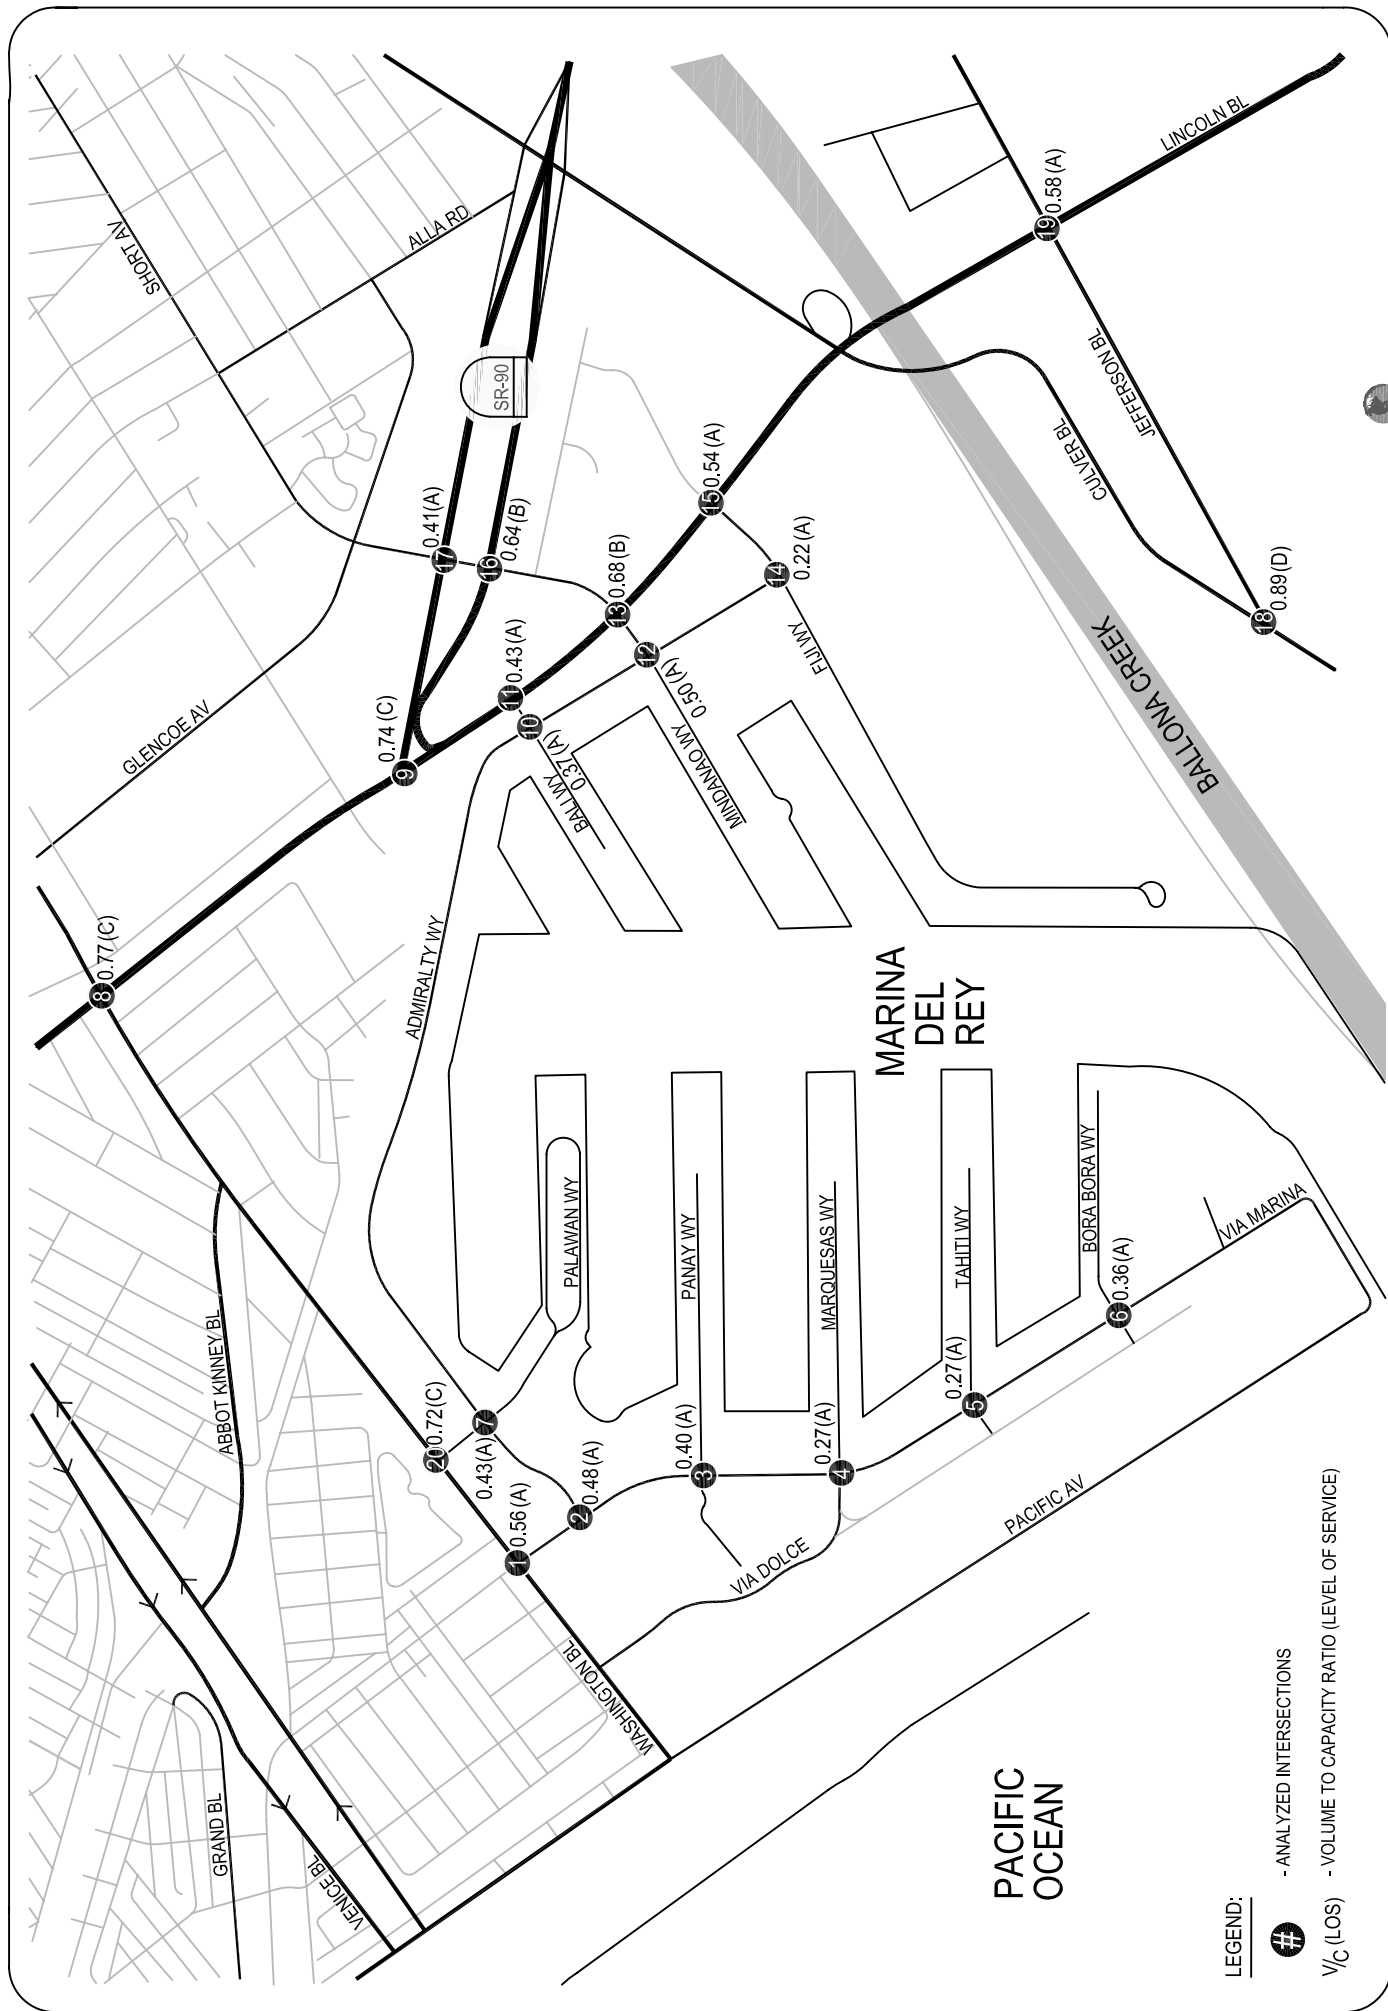 SHORT AV
ALLA RD
SR-90
GLENCOE AV
LINCOLN BL
JEFFERSON BL
CULVER BL
BALLONA CREEK
FIJI WY
MINDANAO WY
BALI WY
ADMIRALTY WY
MARINA
DEL
REY
PALAWAN WY
PANAY WY
MARQUESAS WY
TAHITI WY
BORA BORA WY
VIA MARINA
PACIFIC AV
VIA DOLCE
WASHINGTON BL
ABBOT KINNEY BL
GRAND BL
VENICE BL
PACIFIC
OCEAN
1 0.56 (A)
2 0.48 (A)
3 0.40 (A)
4 0.27 (A)
5 0.27 (A)
6 0.36 (A)
7 0.43 (A)
8 0.77 (C)
9 0.74 (C)
10 0.37 (A)
11 0.43 (A)
12 0.50 (A)
13 0.68 (B)
14 0.22 (A)
15 0.54 (A)
16 0.64 (B)
17 0.41 (A)
18 0.89 (D)
19 0.58 (A)
20 0.72 (C)
LEGEND:
# - ANALYZED INTERSECTIONS
V/C (LOS) - VOLUME TO CAPACITY RATIO (LEVEL OF SERVICE)